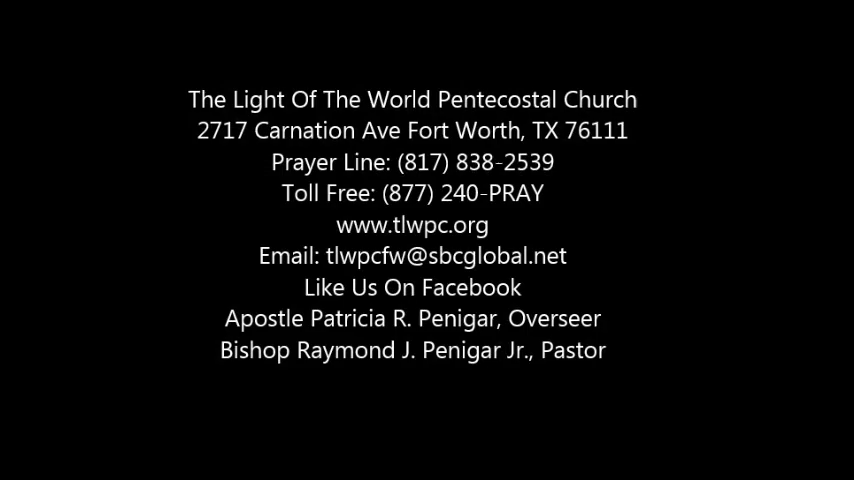 The Light Of The World Pentecostal Church
2717 Carnation Ave Fort Worth, TX 76111
Prayer Line: (817) 838-2539
Toll Free: (877) 240-PRAY
www.tlwpc.org
Email: tlwpcfw@sbcglobal.net
Like Us On Facebook
Apostle Patricia R. Penigar, Overseer
Bishop Raymond J. Penigar Jr., Pastor